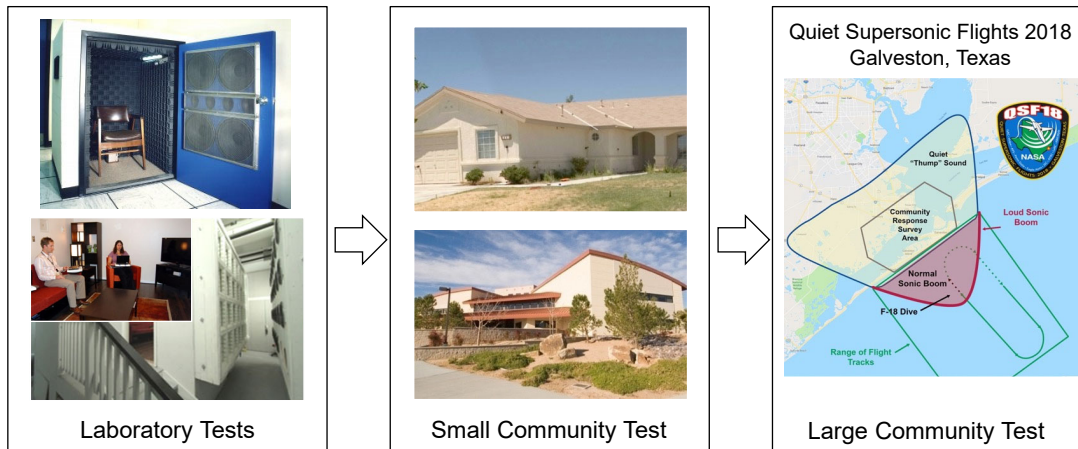 Laboratory Tests
Small Community Test
Quiet Supersonic Flights 2018
Galveston, Texas
QSF18
NASA
Quiet
"Thump" Sound
Community
Response
Survey
Area
Loud Sonic
Boom
Normal
Sonic Boom
F-18 Dive
Range of Flight
Tracks
Large Community Test